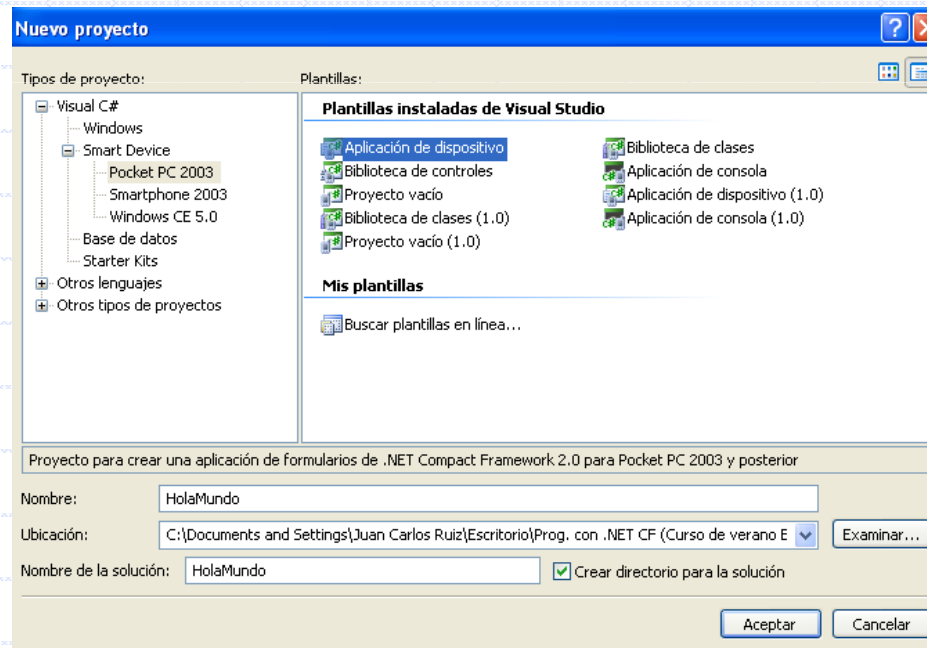 Nuevo proyecto
Tipos de proyecto:
Plantillas:
Visual C#
Windows
Smart Device
Pocket PC 2003
Smartphone 2003
Windows CE 5.0
Base de datos
Starter Kits
Otros lenguajes
Otros tipos de proyectos
Plantillas instaladas de Visual Studio
Aplicación de dispositivo
Biblioteca de controles
Proyecto vacío
Biblioteca de clases (1.0)
Proyecto vacío (1.0)
Biblioteca de clases
Aplicación de consola
Aplicación de dispositivo (1.0)
Aplicación de consola (1.0)
Mis plantillas
Buscar plantillas en línea...
Proyecto para crear una aplicación de formularios de .NET Compact Framework 2.0 para Pocket PC 2003 y posterior
Nombre:
HolaMundo
Ubicación:
C:\Documents and Settings\Juan Carlos Ruiz\Escritorio\Prog. con .NET CF (Curso de verano E
Examinar...
Nombre de la solución:
HolaMundo
Crear directorio para la solución
Aceptar
Cancelar